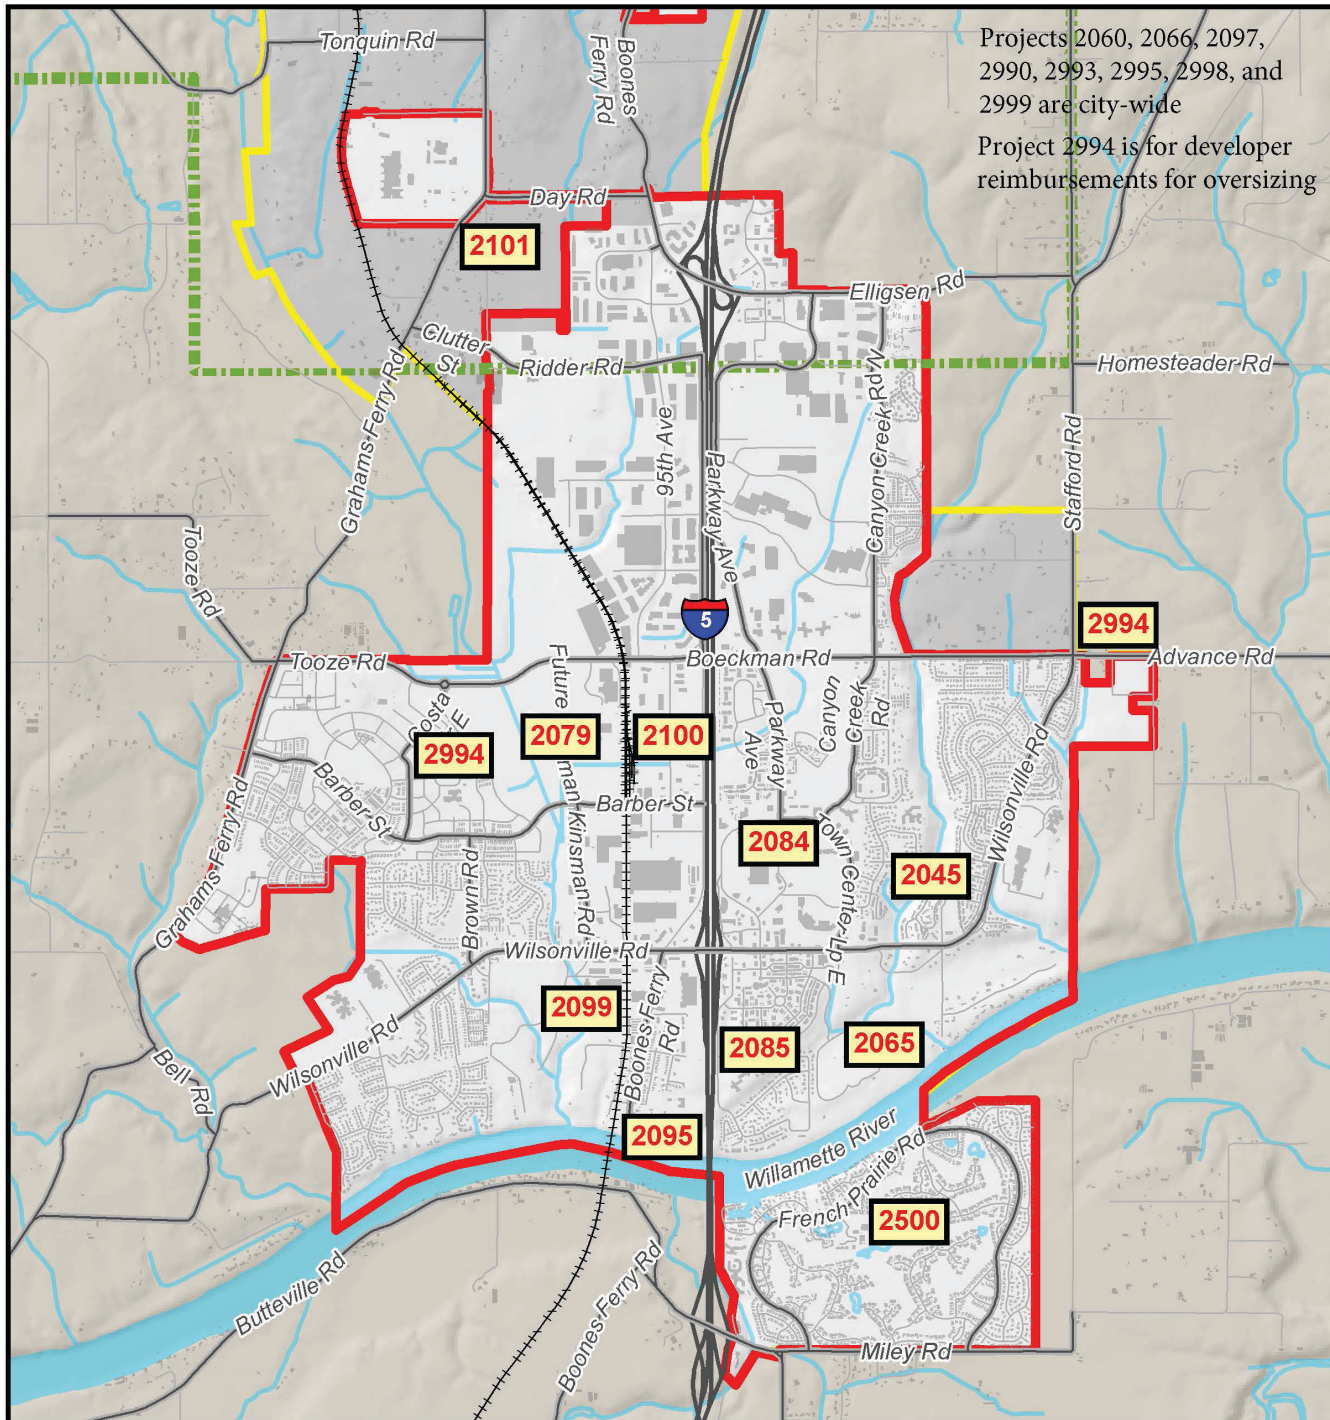 Projects 2060, 2066, 2097,
2990, 2993, 2995, 2998, and
2999 are city-wide
Project 2994 is for developer
reimbursements for oversizing
Tonquin Rd
Boones
Ferry Rd
Day Rd
2101
Elligsen Rd
Clutter
St
Ridder Rd
Homesteader Rd
Grahams Ferry Rd
95th Ave
Parkway Ave
Canyon Creek Rd N
Stafford Rd
Tooze Rd
5
2994
Tooze Rd
Boeckman Rd
Advance Rd
Future
man-Kinsman Rd
Costa
r E
2994
2079
2100
Parkway
Ave
Canyon
Creek
Rd
Wilsonville Rd
Barber St
Barber St
2084
Town Center Lp E
2045
Grahams Ferry Rd
Brown Rd
Wilsonville Rd
2099
Boones Ferry
Rd
2085
2065
Wilsonville Rd
Bell Rd
2095
Willamette River
French Prairie Rd
2500
Butteville Rd
Boones Ferry Rd
Miley Rd